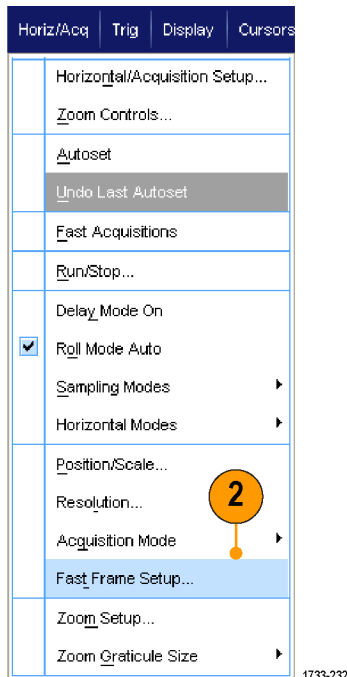 Horiz/Acq Trig Display Cursors
Horizontal/Acquisition Setup...
Zoom Controls...
Autoset
Undo Last Autoset
Fast Acquisitions
Run/Stop...
Delay Mode On
Roll Mode Auto
Sampling Modes
Horizontal Modes
Position/Scale...
Resolution...
2
Acquisition Mode
Fast Frame Setup...
Zoom Setup...
Zoom Graticule Size
1733-232